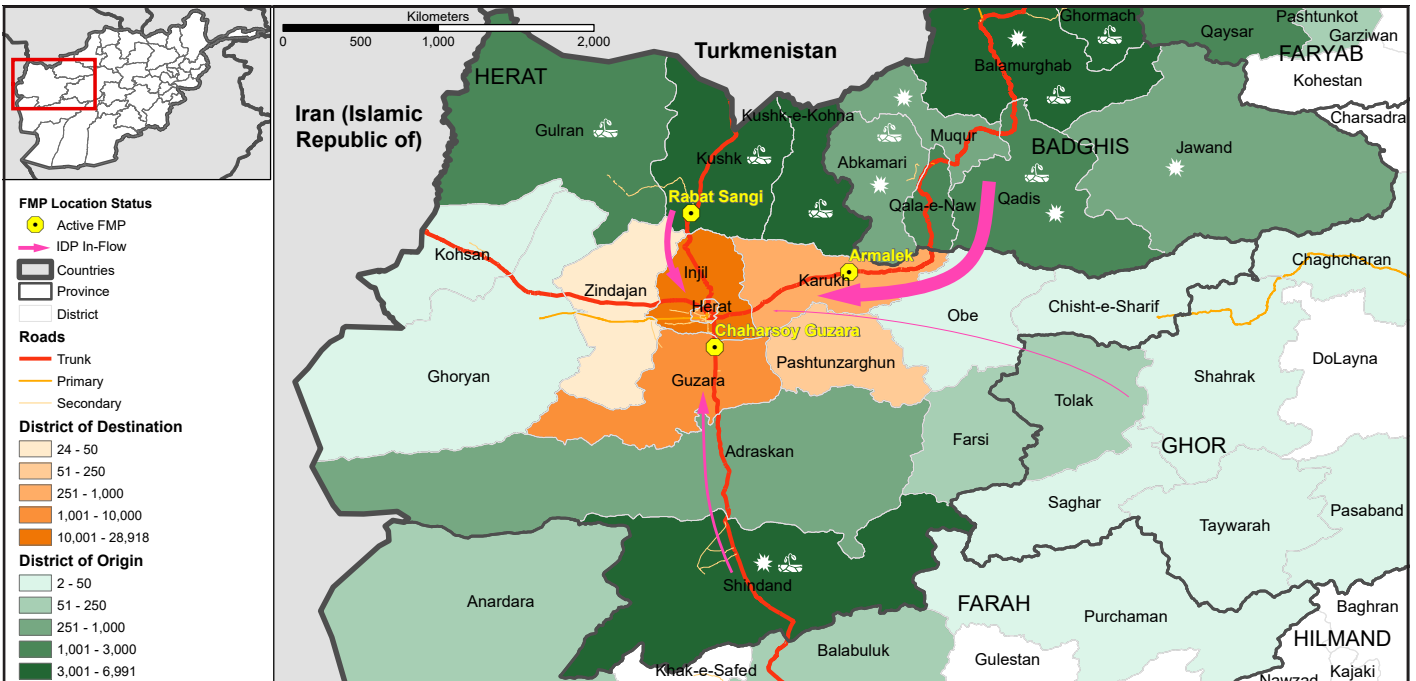 Kilometers
0 500 1,000 2,000
FMP Location Status
Active FMP
IDP In-Flow
Countries
Province
District
Roads
Trunk
Primary
Secondary
District of Destination
24 - 50
51 - 250
251 - 1,000
1,001 - 10,000
10,001 - 28,918
District of Origin
2 - 50
51 - 250
251 - 1,000
1,001 - 3,000
3,001 - 6,991
Turkmenistan
Iran (Islamic
Republic of)
HERAT
Gulran
Kushk
Kushk-e-Kohna
Rabat Sangi
Ghormach
Balamurghab
Qaysar
Pashtunkot
Garziwan
FARYAB
Kohestan
Charsadra
Muqur
BADGHIS
Jawand
Abkamari
Qala-e-Naw
Qadis
Kohsan
Zindajan
Injil
Herat
Armalek
Karukh
Chaghcharan
Chisht-e-Sharif
Obe
Chaharsoy Guzara
Pashtunzarghun
DoLayna
Ghoryan
Guzara
Shahrak
Tolak
Farsi
GHOR
Adraskan
Saghar
Taywarah
Pasaband
Shindand
Anardara
FARAH
Purchaman
Baghran
HILMAND
Balabuluk
Gulestan
Khak-e-Safed
Nawzad
Kajaki